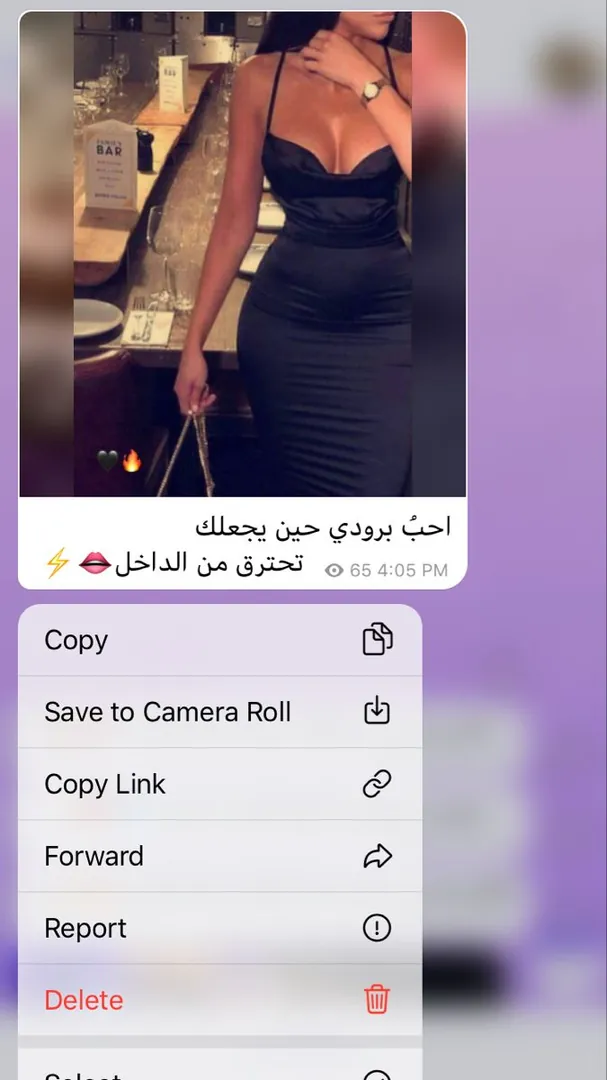 BAR
BAR
احبُ برودي حين يجعلك
تحترق من الداخل👄⚡
65 4:05 PM
Copy
Save to Camera Roll
Copy Link
Forward
Report
Delete
Select